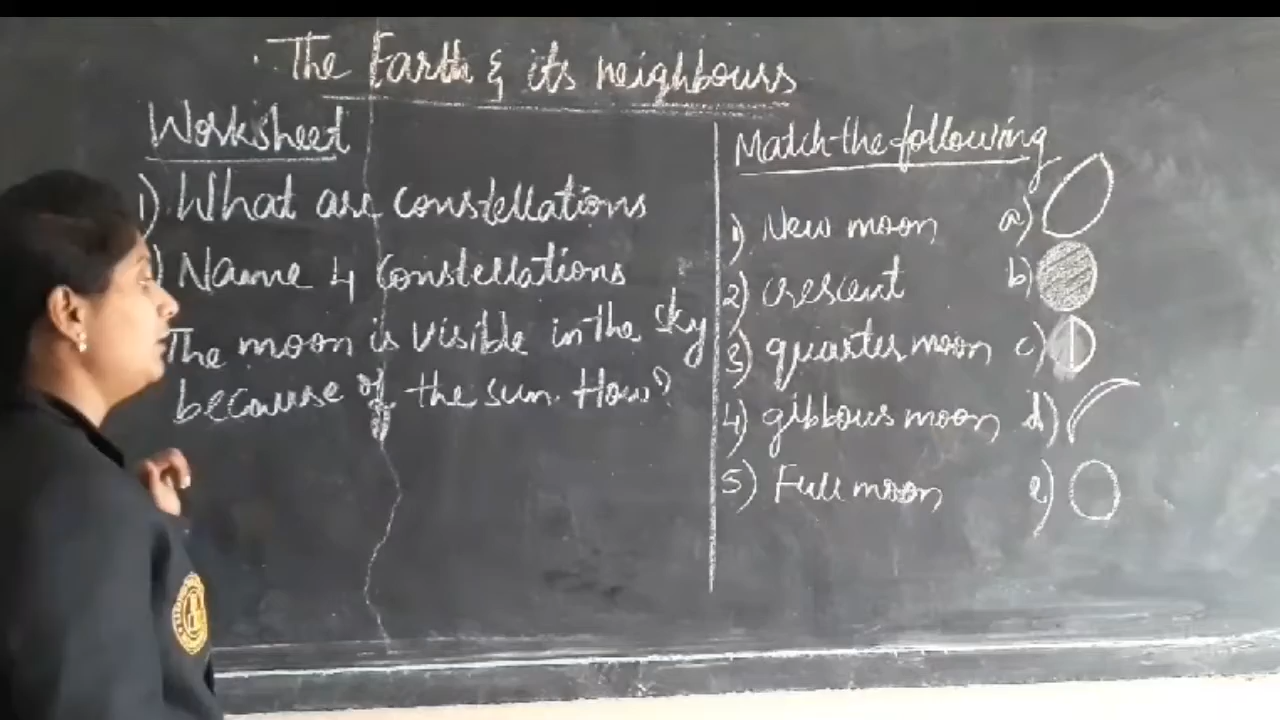 The Earth & its neighbours
Worksheet
1) What are constellations
) Name 4 Constellations
The moon is visible in the sky
because of the sun. How?
Match the following
1) New moon a)
2) crescent b)
3) quarter moon c)
4) gibbous moon d)
5) Full moon e)